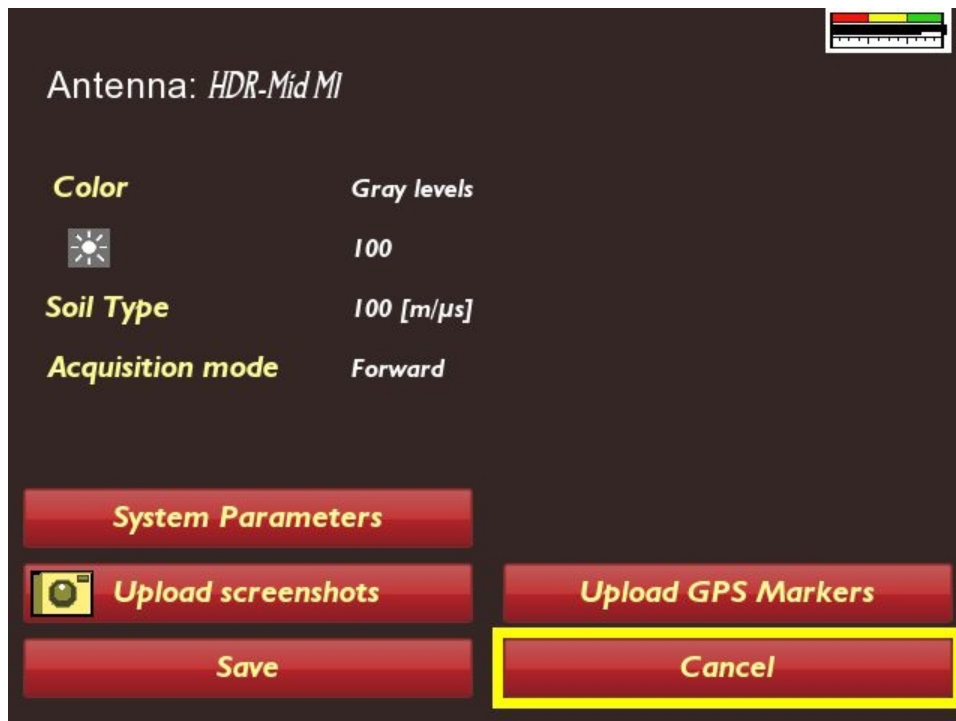 Antenna: HDR-Mid M1
Color Gray levels
100
Soil Type 100 [m/µs]
Acquisition mode Forward
System Parameters
Upload screenshots Upload GPS Markers
Save Cancel